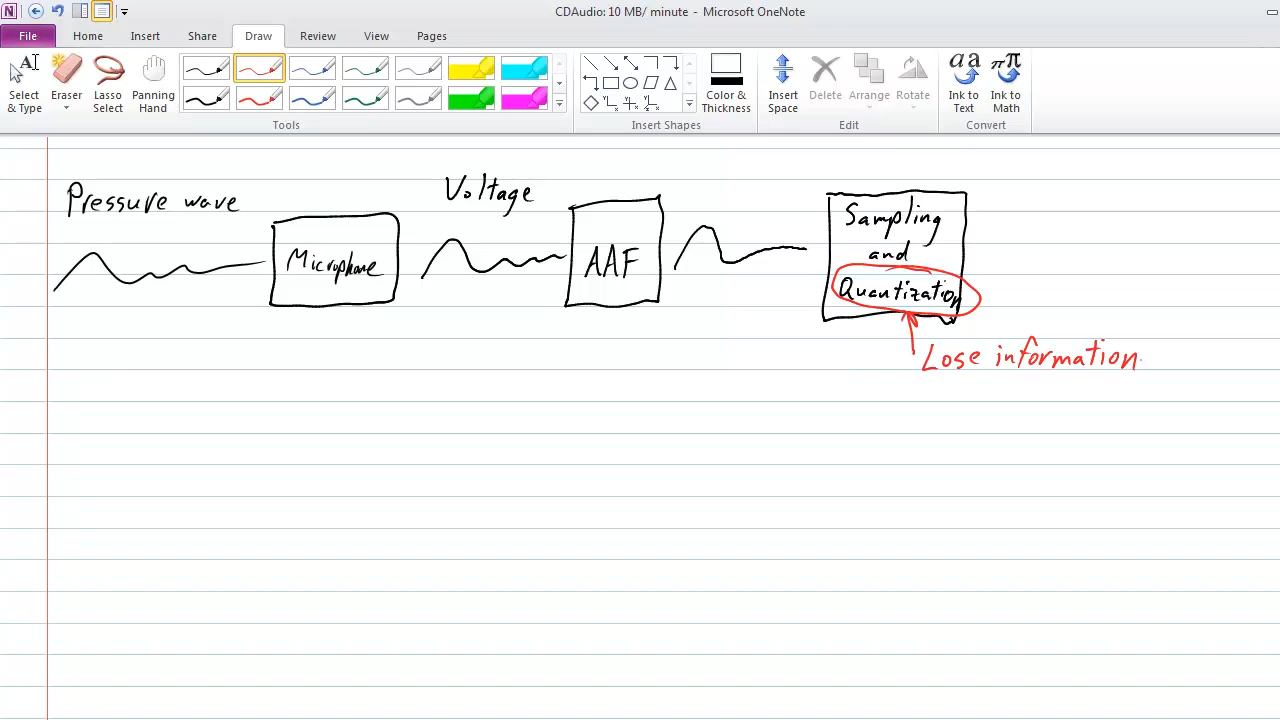 CDAudio: 10 MB/ minute - Microsoft OneNote
File Home Insert Share Draw Review View Pages
Select & Type
Eraser
Lasso Select
Panning Hand
Color & Thickness
Insert Space
Delete
Arrange
Rotate
Ink to Text
Ink to Math
Tools
Insert Shapes
Edit
Convert
Pressure wave
Microphone
Voltage
AAF
Sampling
and
Quantization
Lose information